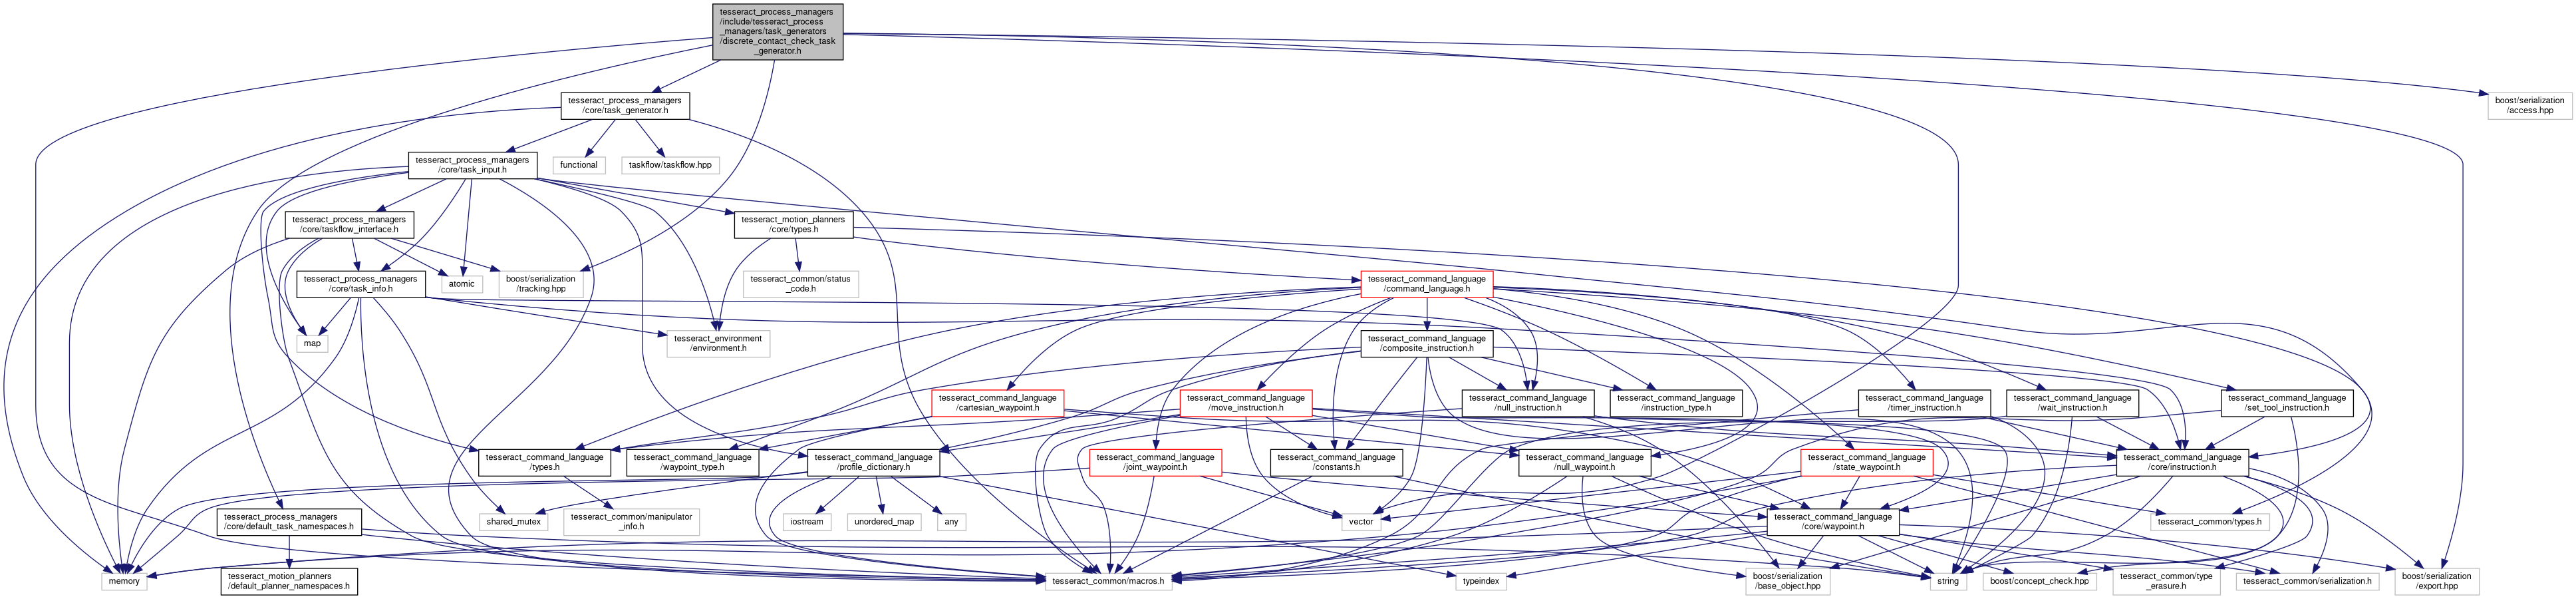 tesseract_process_managers
/include/tesseract_process
_managers/task_generators
/discrete_contact_check_task
_generator.h
tesseract_process_managers
/core/task_generator.h
boost/serialization
/access.hpp
tesseract_process_managers
/core/task_input.h
functional
taskflow/taskflow.hpp
tesseract_process_managers
/core/taskflow_interface.h
tesseract_motion_planners
/core/types.h
tesseract_process_managers
/core/task_info.h
atomic
boost/serialization
/tracking.hpp
tesseract_common/status
_code.h
tesseract_command_language
/command_language.h
map
tesseract_environment
/environment.h
tesseract_command_language
/composite_instruction.h
tesseract_command_language
/cartesian_waypoint.h
tesseract_command_language
/move_instruction.h
tesseract_command_language
/null_instruction.h
tesseract_command_language
/instruction_type.h
tesseract_command_language
/timer_instruction.h
tesseract_command_language
/wait_instruction.h
tesseract_command_language
/set_tool_instruction.h
tesseract_command_language
/types.h
tesseract_command_language
/waypoint_type.h
tesseract_command_language
/profile_dictionary.h
tesseract_command_language
/joint_waypoint.h
tesseract_command_language
/constants.h
tesseract_command_language
/null_waypoint.h
tesseract_command_language
/state_waypoint.h
tesseract_command_language
/core/instruction.h
tesseract_process_managers
/core/default_task_namespaces.h
shared_mutex
tesseract_common/manipulator
_info.h
iostream
unordered_map
any
vector
tesseract_command_language
/core/waypoint.h
tesseract_common/types.h
memory
tesseract_motion_planners
/default_planner_namespaces.h
tesseract_common/macros.h
typeindex
boost/serialization
/base_object.hpp
string
boost/concept_check.hpp
tesseract_common/type
_erasure.h
tesseract_common/serialization.h
boost/serialization
/export.hpp